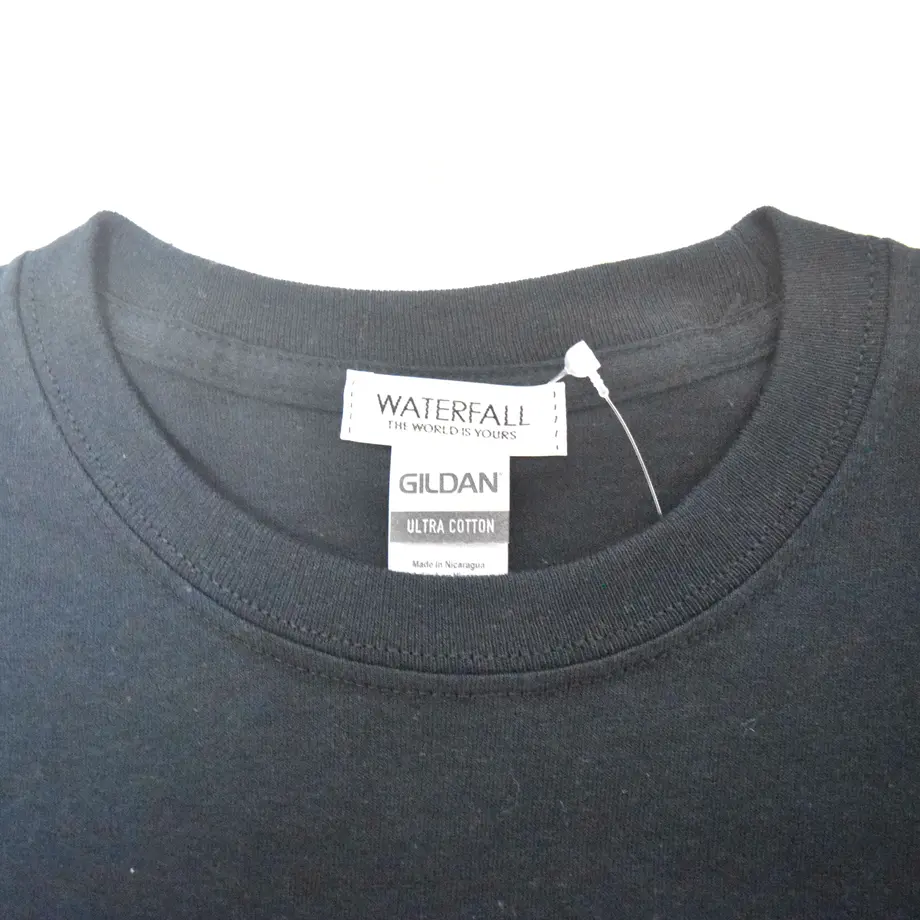 WATERFALL
THE WORLD IS YOURS
GILDAN
ULTRA COTTON
Made in Nicaragua